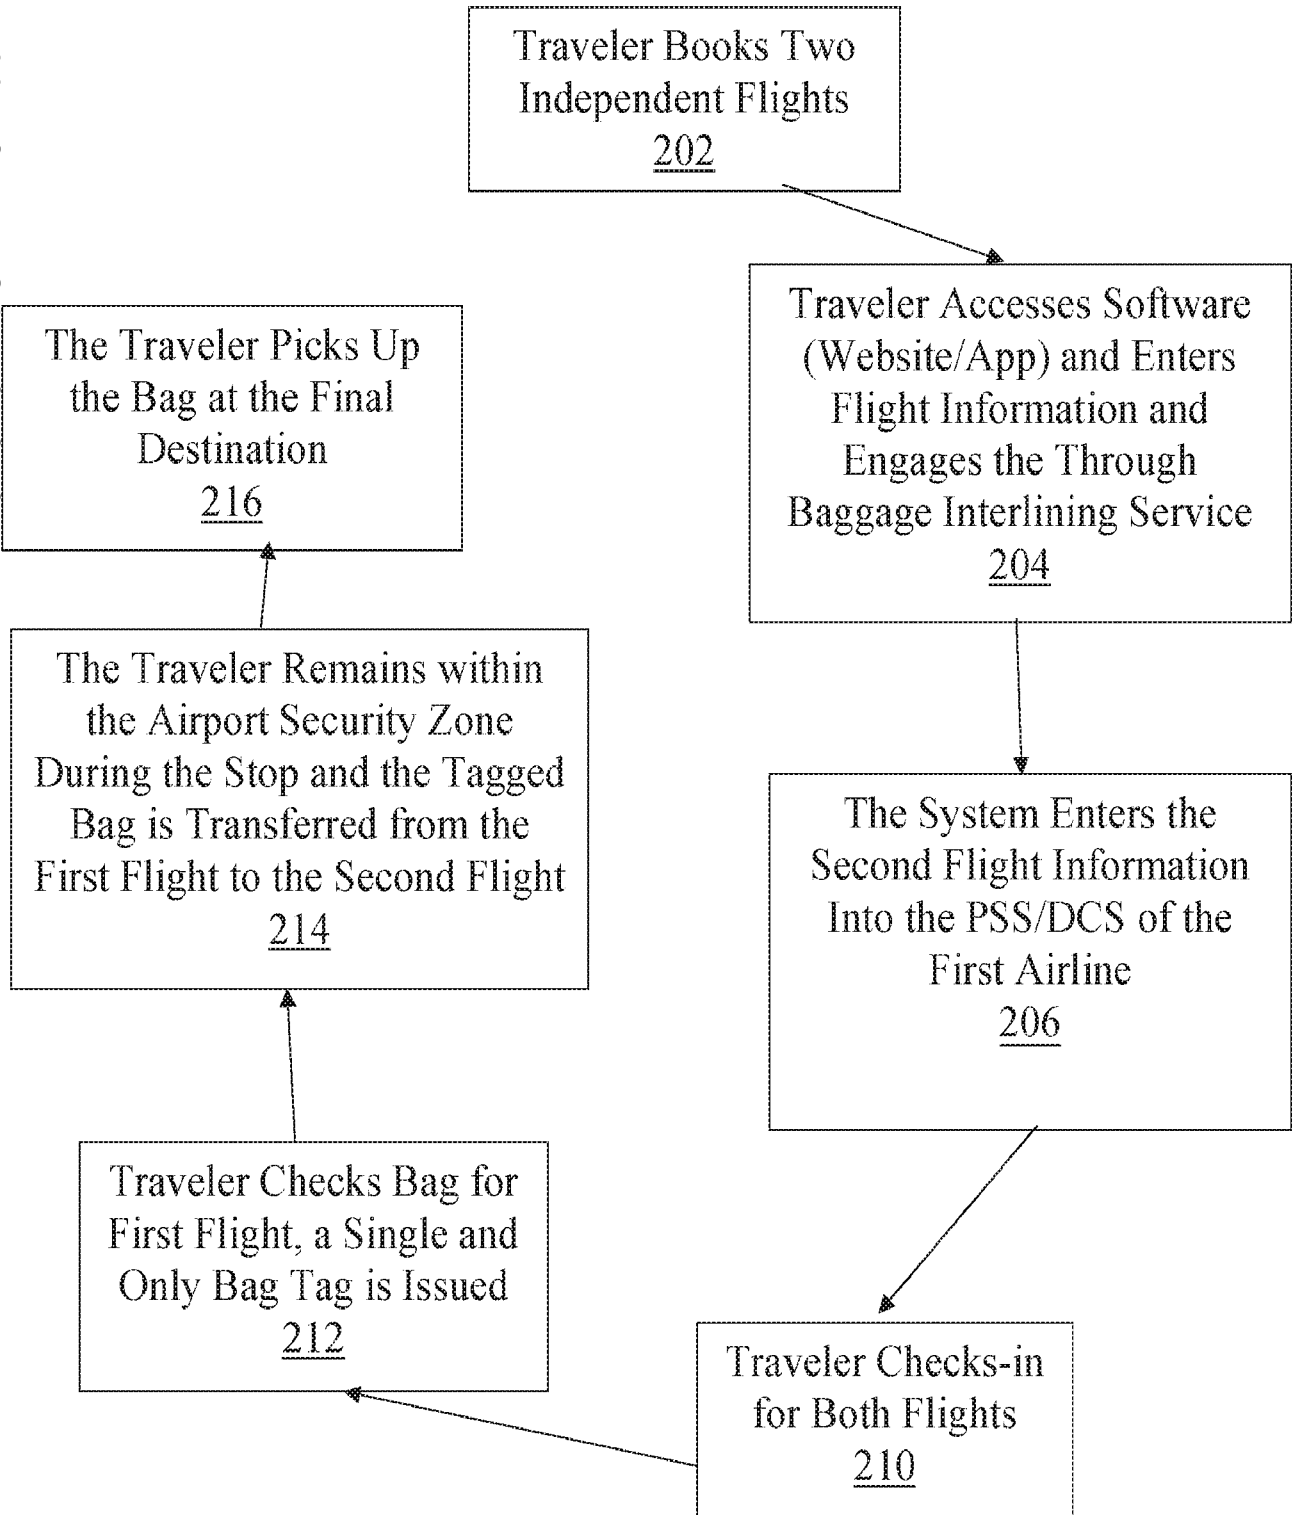 Traveler Books Two
Independent Flights
202
Traveler Accesses Software
(Website/App) and Enters
Flight Information and
Engages the Through
Baggage Interlining Service
204
The System Enters the
Second Flight Information
Into the PSS/DCS of the
First Airline
206
Traveler Checks-in
for Both Flights
210
Traveler Checks Bag for
First Flight, a Single and
Only Bag Tag is Issued
212
The Traveler Remains within
the Airport Security Zone
During the Stop and the Tagged
Bag is Transferred from the
First Flight to the Second Flight
214
The Traveler Picks Up
the Bag at the Final
Destination
216